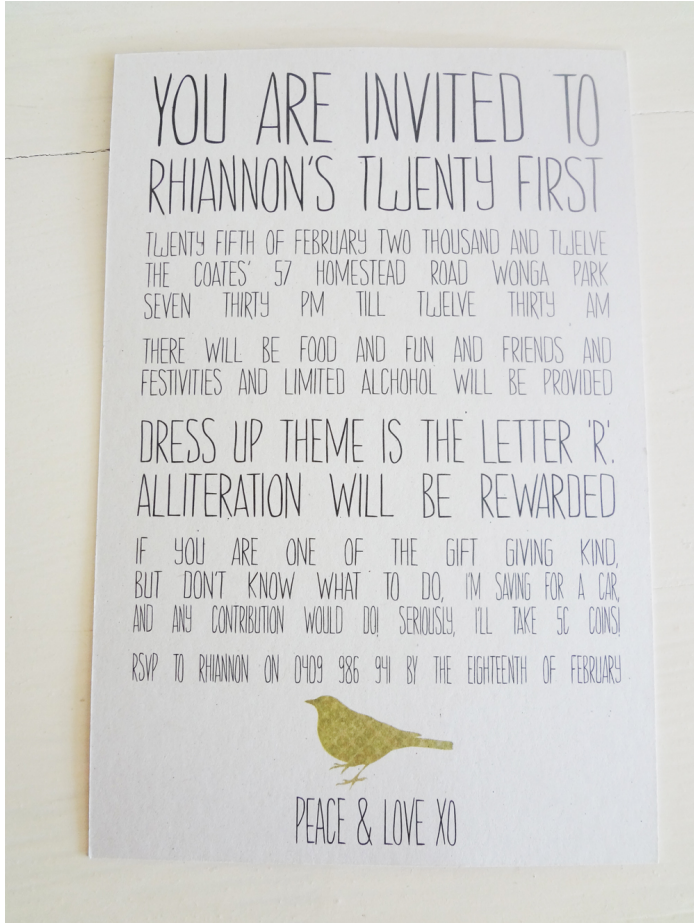 YOU ARE INVITED TO
RHIANNON'S TWENTY FIRST
TWENTY FIFTH OF FEBRUARY TWO THOUSAND AND TWELVE
THE COATES' 57 HOMESTEAD ROAD WONGA PARK
SEVEN THIRTY PM TILL TWELVE THIRTY AM
THERE WILL BE FOOD AND FUN AND FRIENDS AND
FESTIVITIES AND LIMITED ALCHOHOL WILL BE PROVIDED
DRESS UP THEME IS THE LETTER 'R'.
ALLITERATION WILL BE REWARDED
IF YOU ARE ONE OF THE GIFT GIVING KIND,
BUT DON'T KNOW WHAT TO DO, I'M SAVING FOR A CAR,
AND ANY CONTRIBUTION WOULD DO! SERIOUSLY, I'LL TAKE 5C COINS!
RSVP TO RHIANNON ON 0409 986 941 BY THE EIGHTEENTH OF FEBRUARY
PEACE & LOVE XO